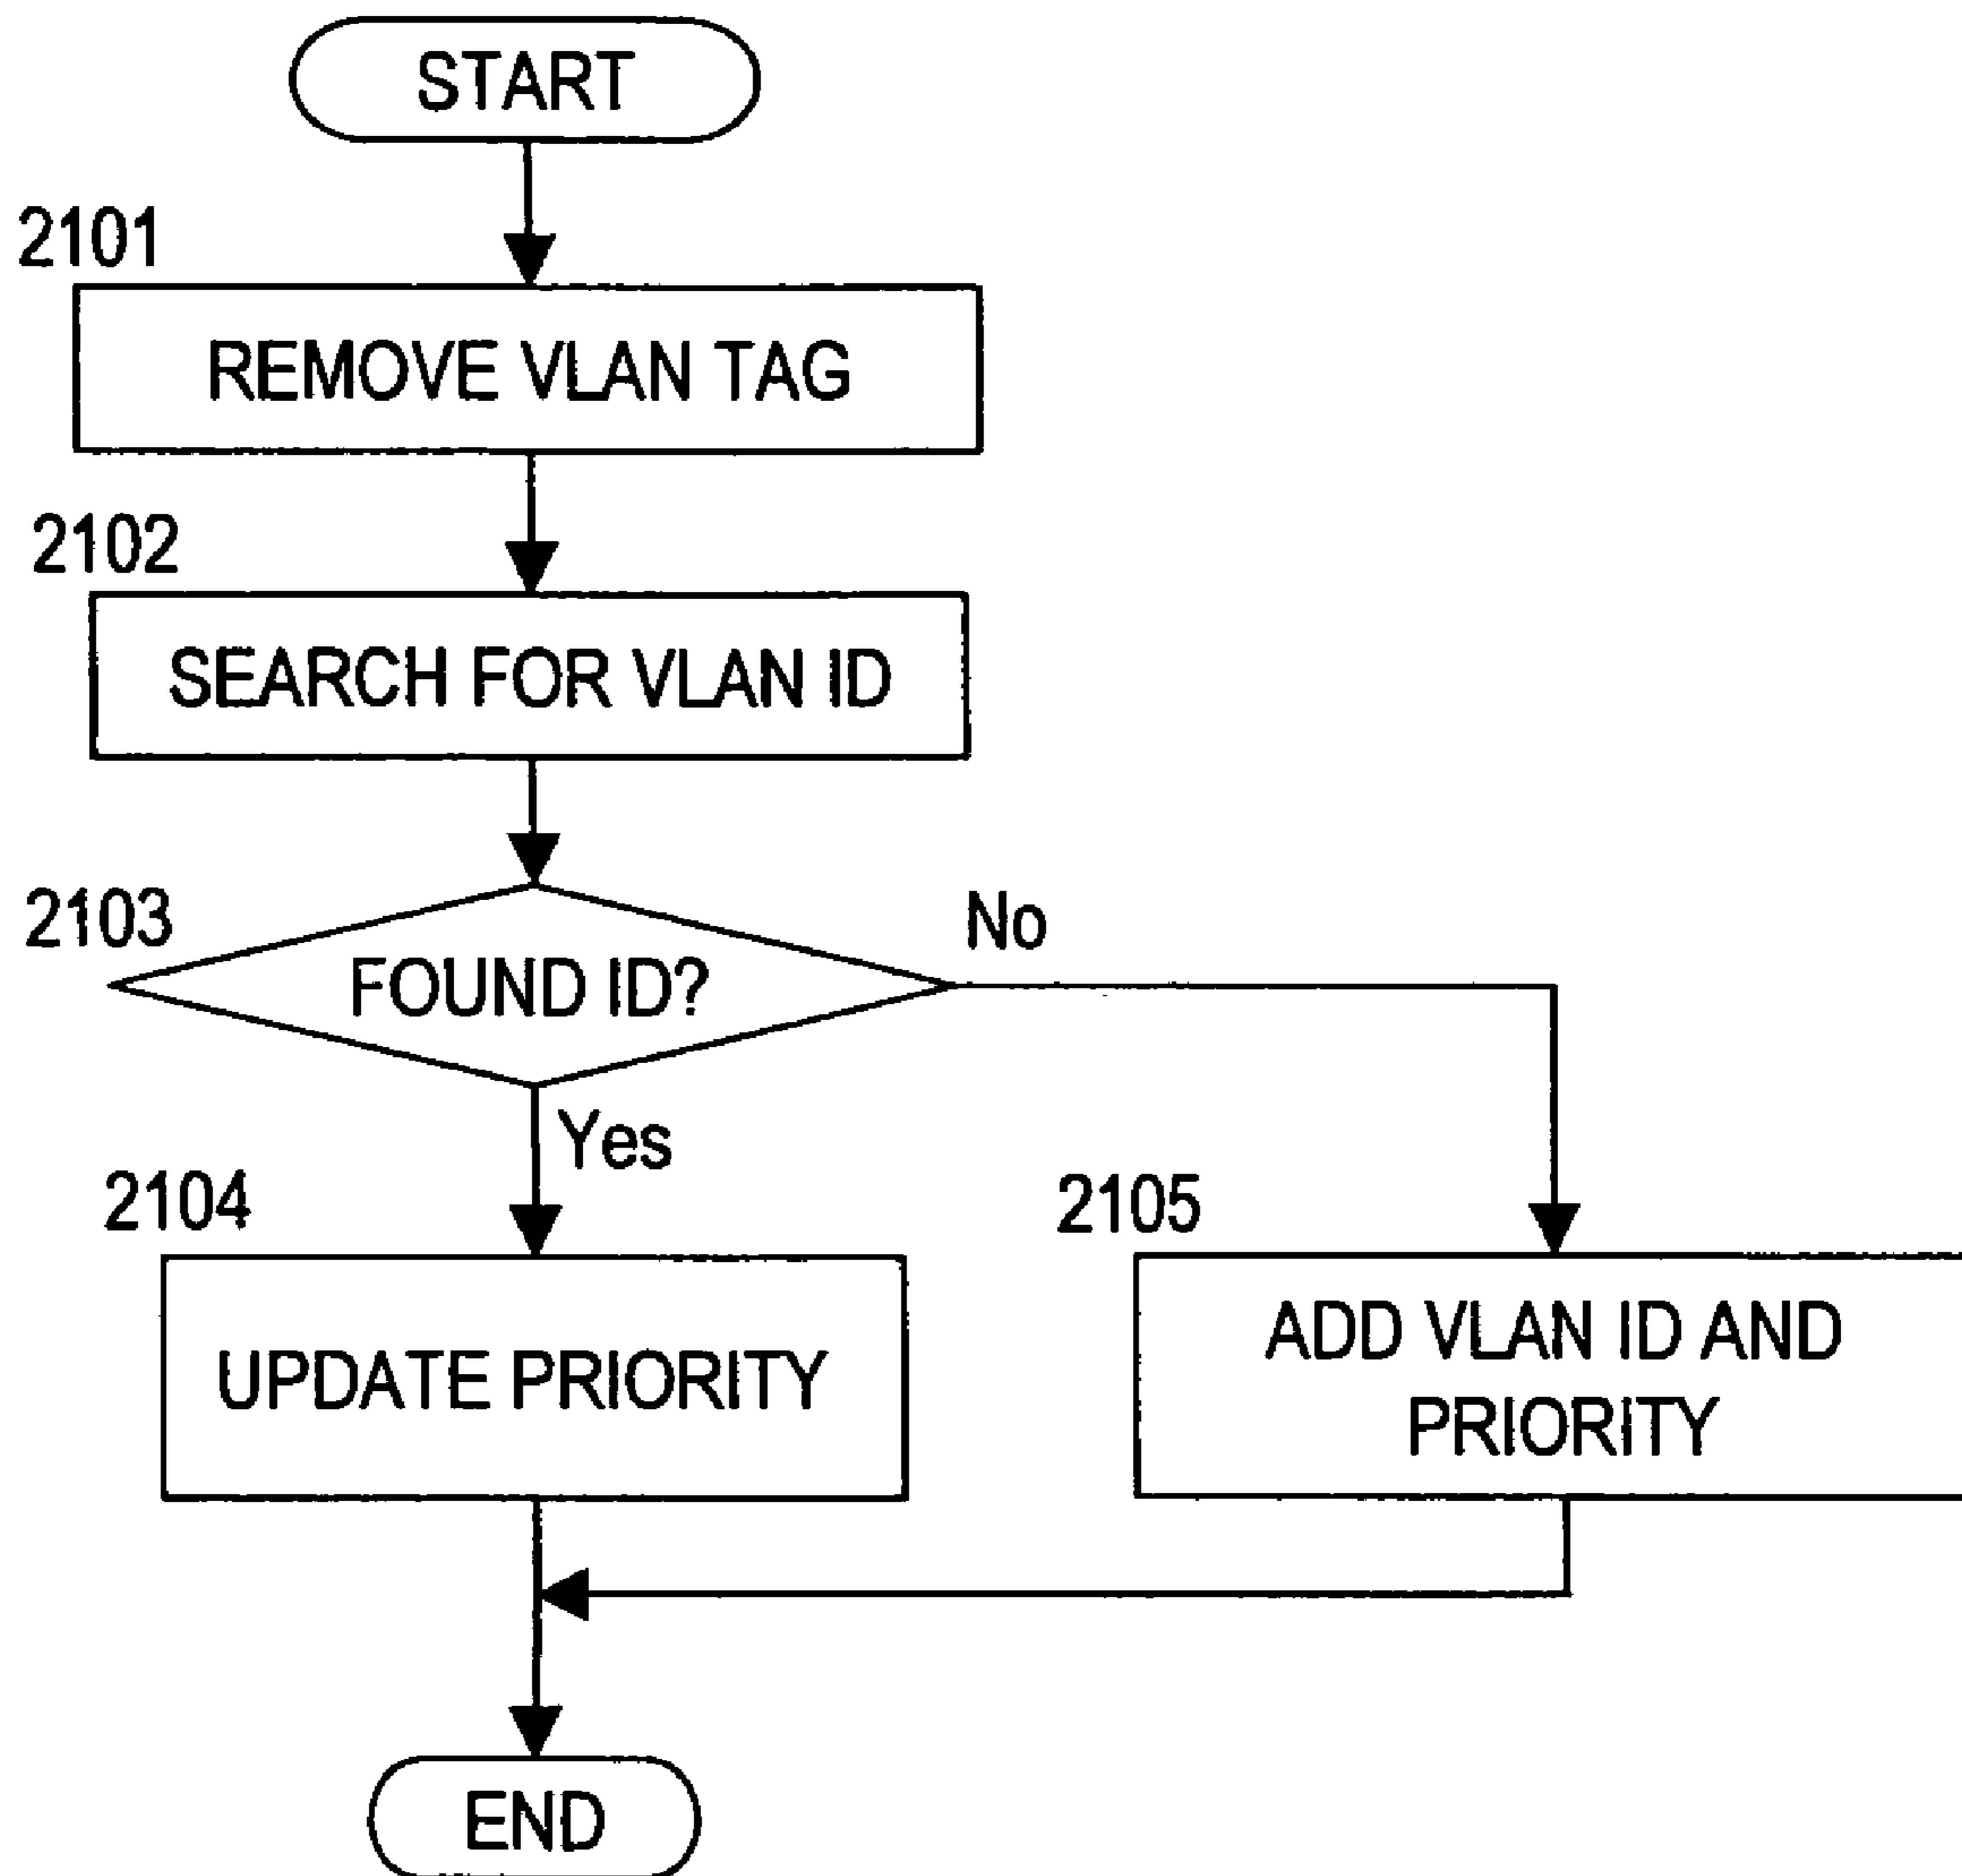 START
2101
REMOVE VLAN TAG
2102
SEARCH FOR VLAN ID
2103
FOUND ID?
No
Yes
2104
UPDATE PRIORITY
2105
ADD VLAN ID AND
PRIORITY
END